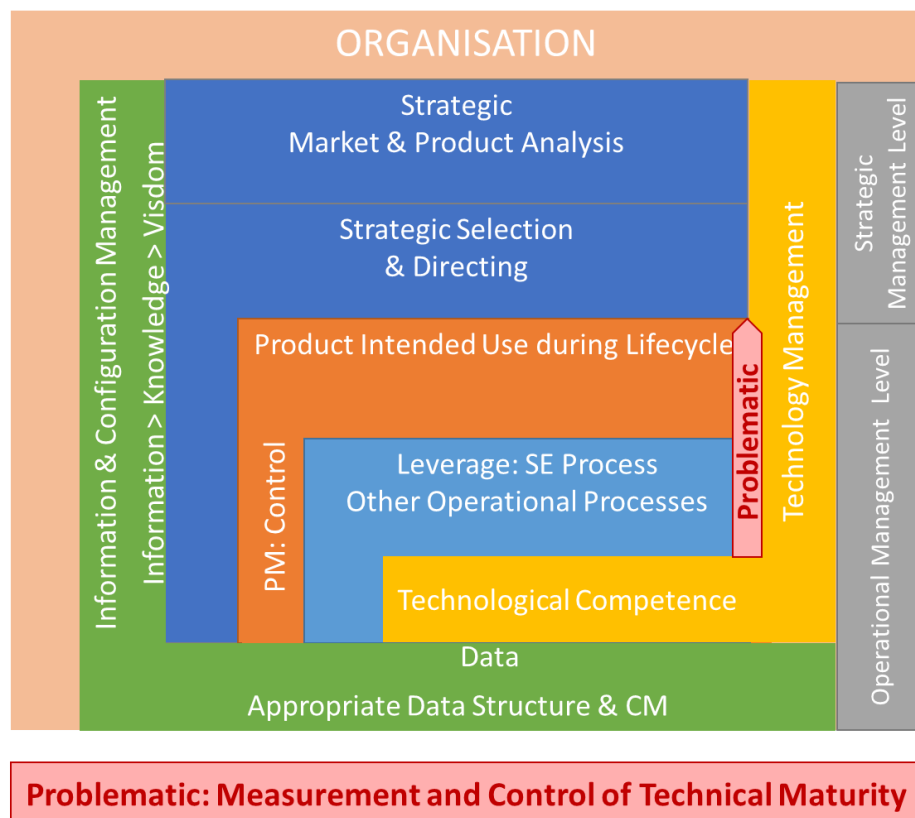 ORGANISATION
Information & Configuration Management
Information > Knowledge > Visdom
Strategic
Market & Product Analysis
Strategic Selection
& Directing
Product Intended Use during Lifecycle
PM: Control
Leverage: SE Process
Other Operational Processes
Problematic
Technological Competence
Technology Management
Strategic
Management Level
Operational Management Level
Data
Appropriate Data Structure & CM
Problematic: Measurement and Control of Technical Maturity